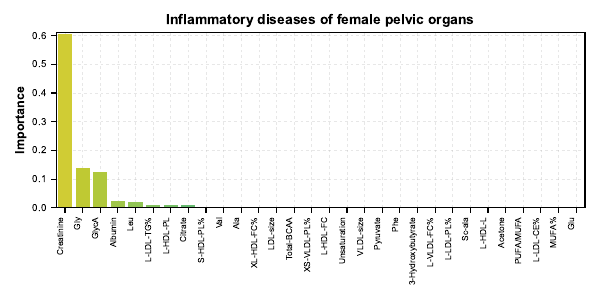 Inflammatory diseases of female pelvic organs
Importance
0.6
0.5
0.4
0.3
0.2
0.1
0.0
Creatinine
Gly
GlycA
Albumin
Leu
L-LDL-TG%
L-HDL-PL
Citrate
S-HDL-PL%
Val
Ala
XL-HDL-FC%
LDL-size
Total-BCAA
XS-VLDL-PL%
L-HDL-FC
Unsaturation
VLDL-size
Pyruvate
Phe
3-Hydroxybutyrate
L-VLDL-FC%
L-LDL-PL%
L-HDL-L
Acetone
PUFA/MUFA
L-LDL-CE%
MUFA%
Glu